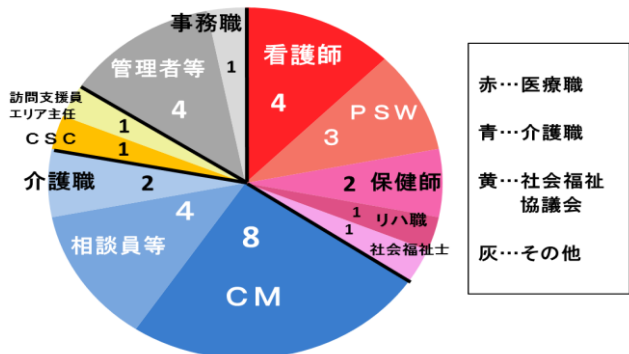 事務職
1
看護師
4
PSW
3
2 保健師
1 リハ職
1 社会福祉士
8
CM
4
相談員等
介護職 2
CSC 1
訪問支援員
エリア主任
1
管理者等
4
赤…医療職
青…介護職
黄…社会福祉
協議会
灰…その他